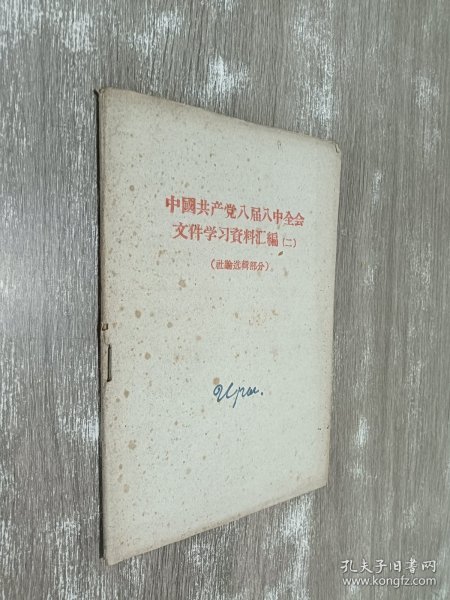 中國共产党八届八中全会
文件学习資料汇編（二）
（社論选辑部分）
孔夫子旧书网
www.kongfz.com